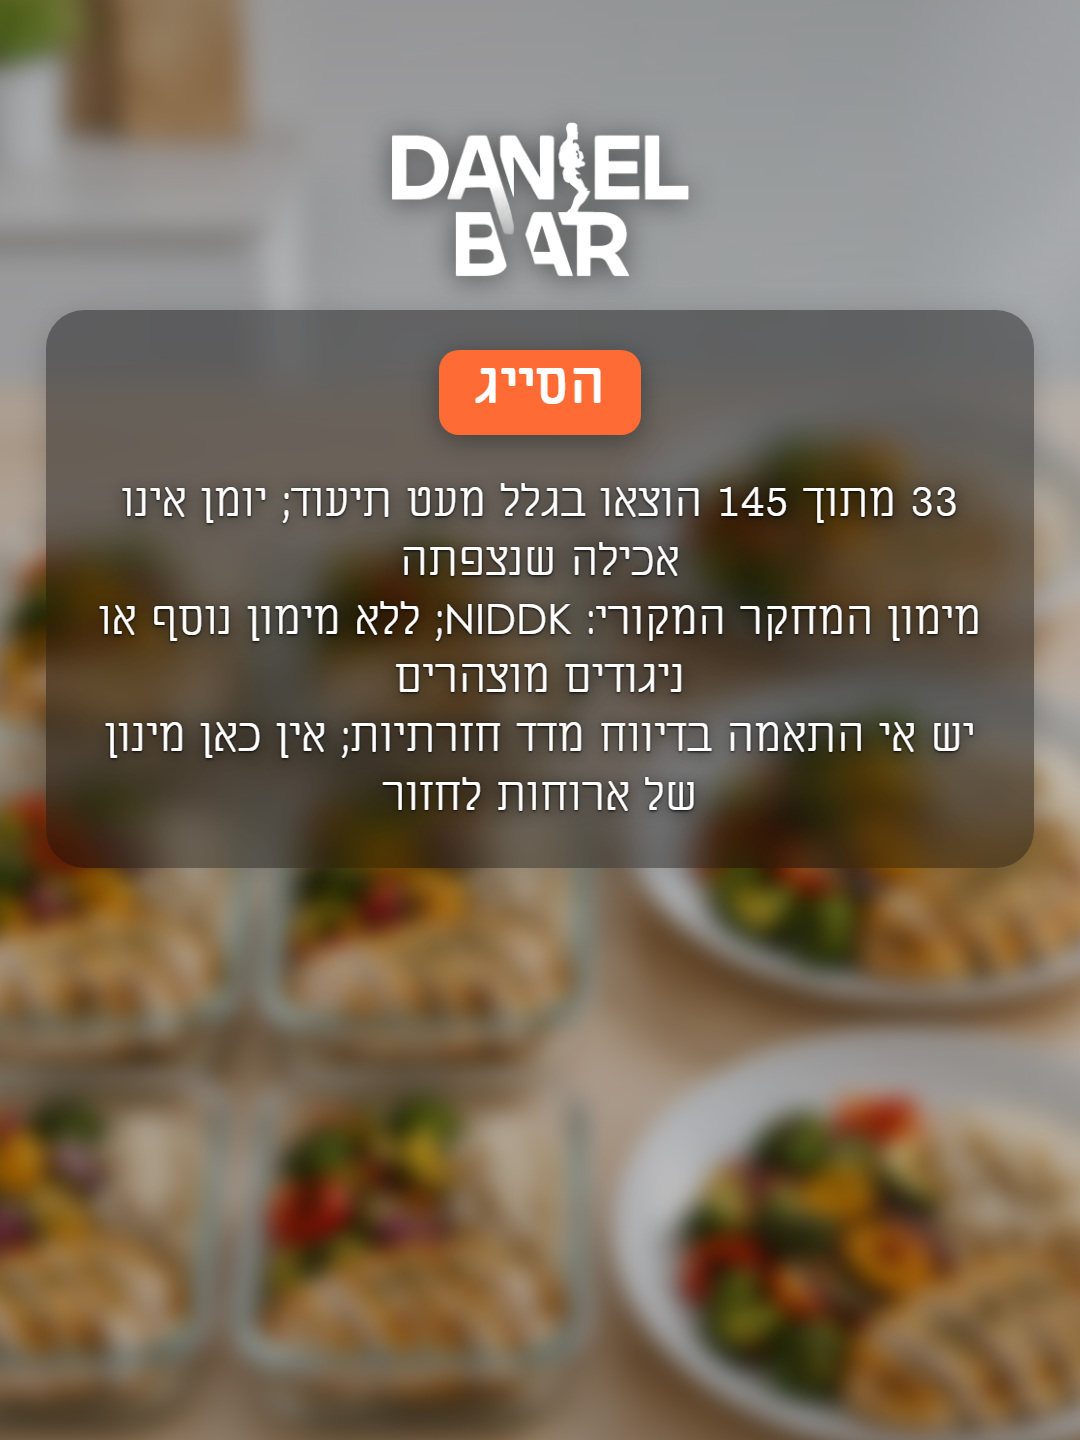 DANIEL
BAR
הסייג
33 מתוך 145 הוצאו בגלל מעט תיעוד; יומן אינו
אכילה שנצפתה
מימון המחקר המקורי: NIDDK; ללא מימון נוסף או
ניגודים מוצהרים
יש אי התאמה בדיווח מדד חזרתיות; אין כאן מינון
של ארוחות לחזור